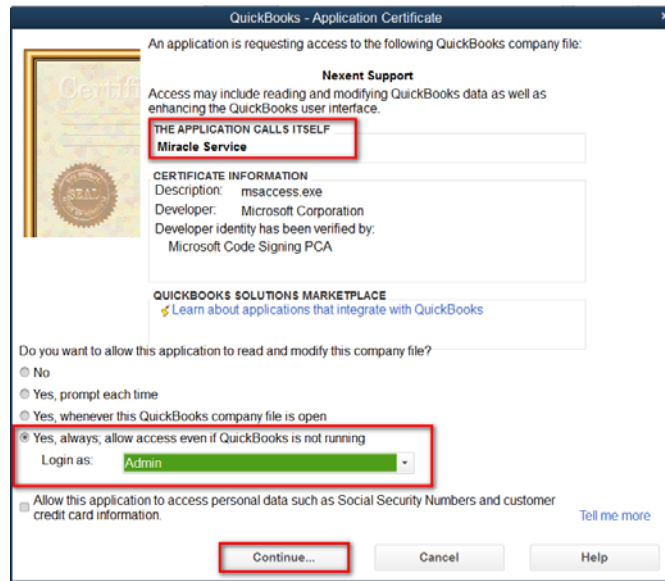 QuickBooks - Application Certificate
An application is requesting access to the following QuickBooks company file:
Nexent Support
Access may include reading and modifying QuickBooks data as well as
enhancing the QuickBooks user interface.
THE APPLICATION CALLS ITSELF
Miracle Service
CERTIFICATE INFORMATION
Description: msaccess.exe
Developer: Microsoft Corporation
Developer identity has been verified by:
Microsoft Code Signing PCA
QUICKBOOKS SOLUTIONS MARKETPLACE
Learn about applications that integrate with QuickBooks
Do you want to allow this application to read and modify this company file?
No
Yes, prompt each time
Yes, whenever this QuickBooks company file is open
Yes, always; allow access even if QuickBooks is not running
Login as: Admin
Allow this application to access personal data such as Social Security Numbers and customer
credit card information.
Tell me more
Continue... Cancel Help
Certifi
SEAL